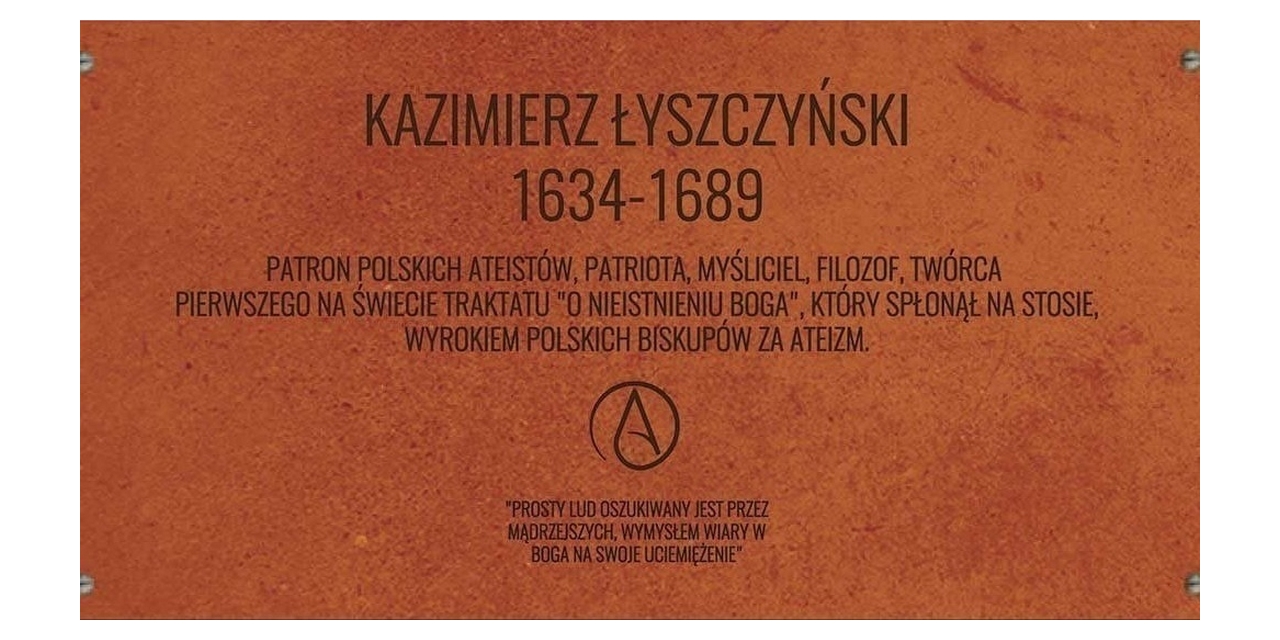 KAZIMIERZ ŁYSZCZYŃSKI
1634-1689
PATRON POLSKICH ATEISTÓW, PATRIOTA, MYŚLICIEL, FILOZOF, TWÓRCA
PIERWSZEGO NA ŚWIECIE TRAKTATU "O NIEISTNIENIU BOGA", KTÓRY SPŁONĄŁ NA STOSIE,
WYROKIEM POLSKICH BISKUPÓW ZA ATEIZM.
"PROSTY LUD OSZUKIWANY JEST PRZEZ
MĄDRZEJSZYCH, WYMYSŁEM WIARY W
BOGA NA SWOJE UCIEMIĘŻENIE"